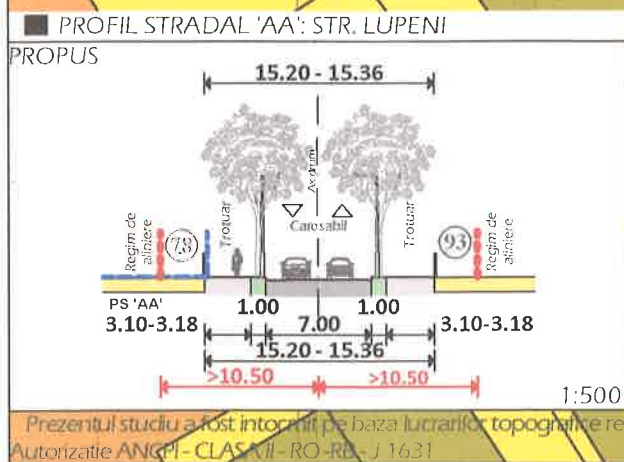 PROFIL STRADAL 'AA': STR. LUPENI
PROPUS
15.20 - 15.36
Ax drum
Regim de
aliniere
78
Trotuar
Carosabil
Trotuar
93
Regim de
aliniere
PS 'AA'
1.00
1.00
3.10-3.18
7.00
3.10-3.18
15.20 - 15.36
>10.50
>10.50
1:500
Prezentul studiu a fost intocmit pe baza lucrarilor topografice re
Autorizatie ANCPI - CLASA II - RO -RB - J 1631